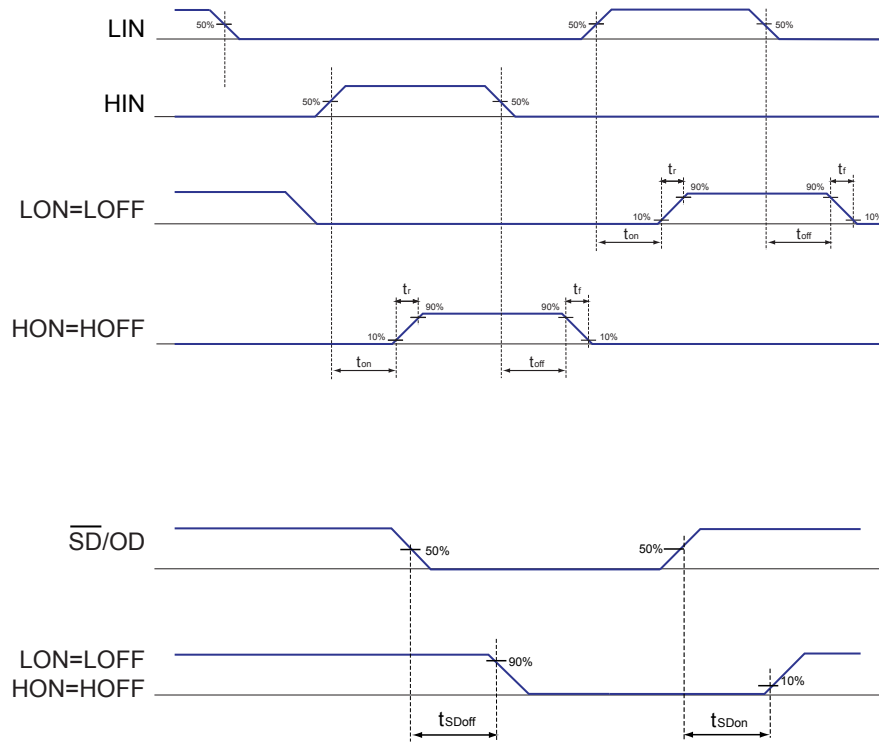 LIN
50%
50%
50%
HIN
50%
50%
LON=LOFF
tr
tf
90%
90%
10%
10%
ton
toff
HON=HOFF
tr
tf
90%
90%
10%
10%
ton
toff
SD/OD
50%
50%
LON=LOFF
HON=HOFF
90%
10%
tSDoff
tSDon